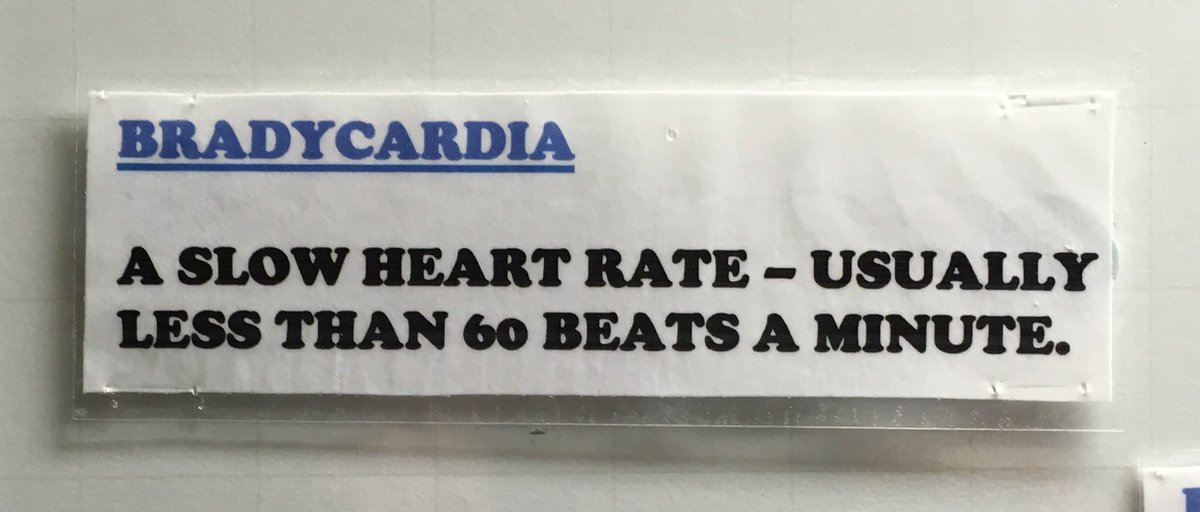 BRADYCARDIA
A SLOW HEART RATE – USUALLY
LESS THAN 60 BEATS A MINUTE.